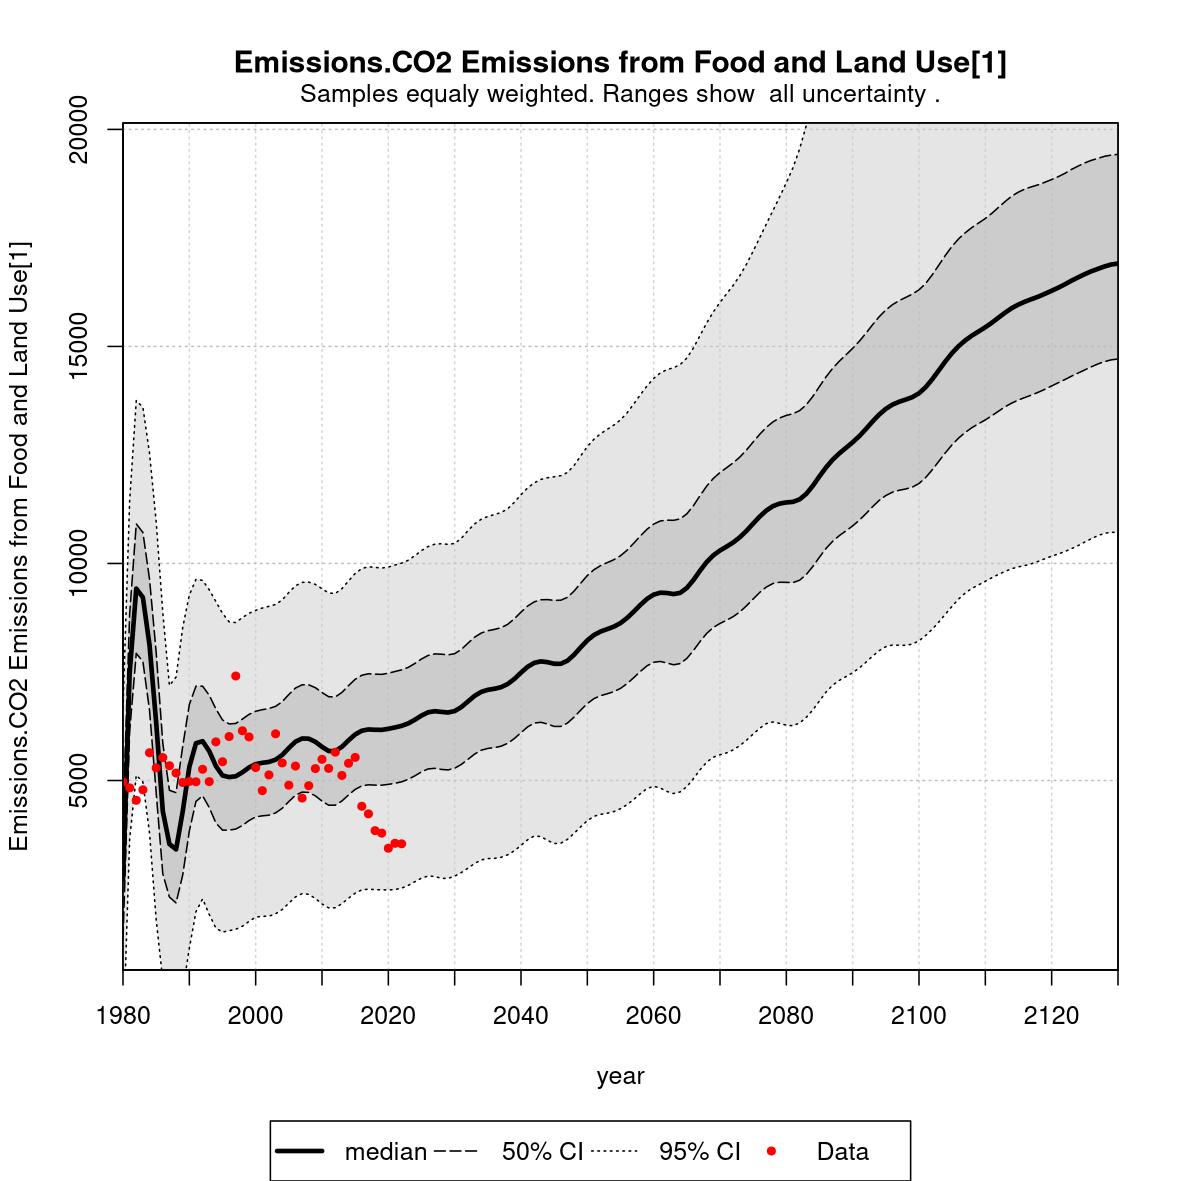 Emissions.CO2 Emissions from Food and Land Use[1]
Samples equaly weighted. Ranges show  all uncertainty .
Emissions.CO2 Emissions from Food and Land Use[1]
20000
15000
10000
5000
1980 2000 2020 2040 2060 2080 2100 2120
year
median 50% CI 95% CI Data